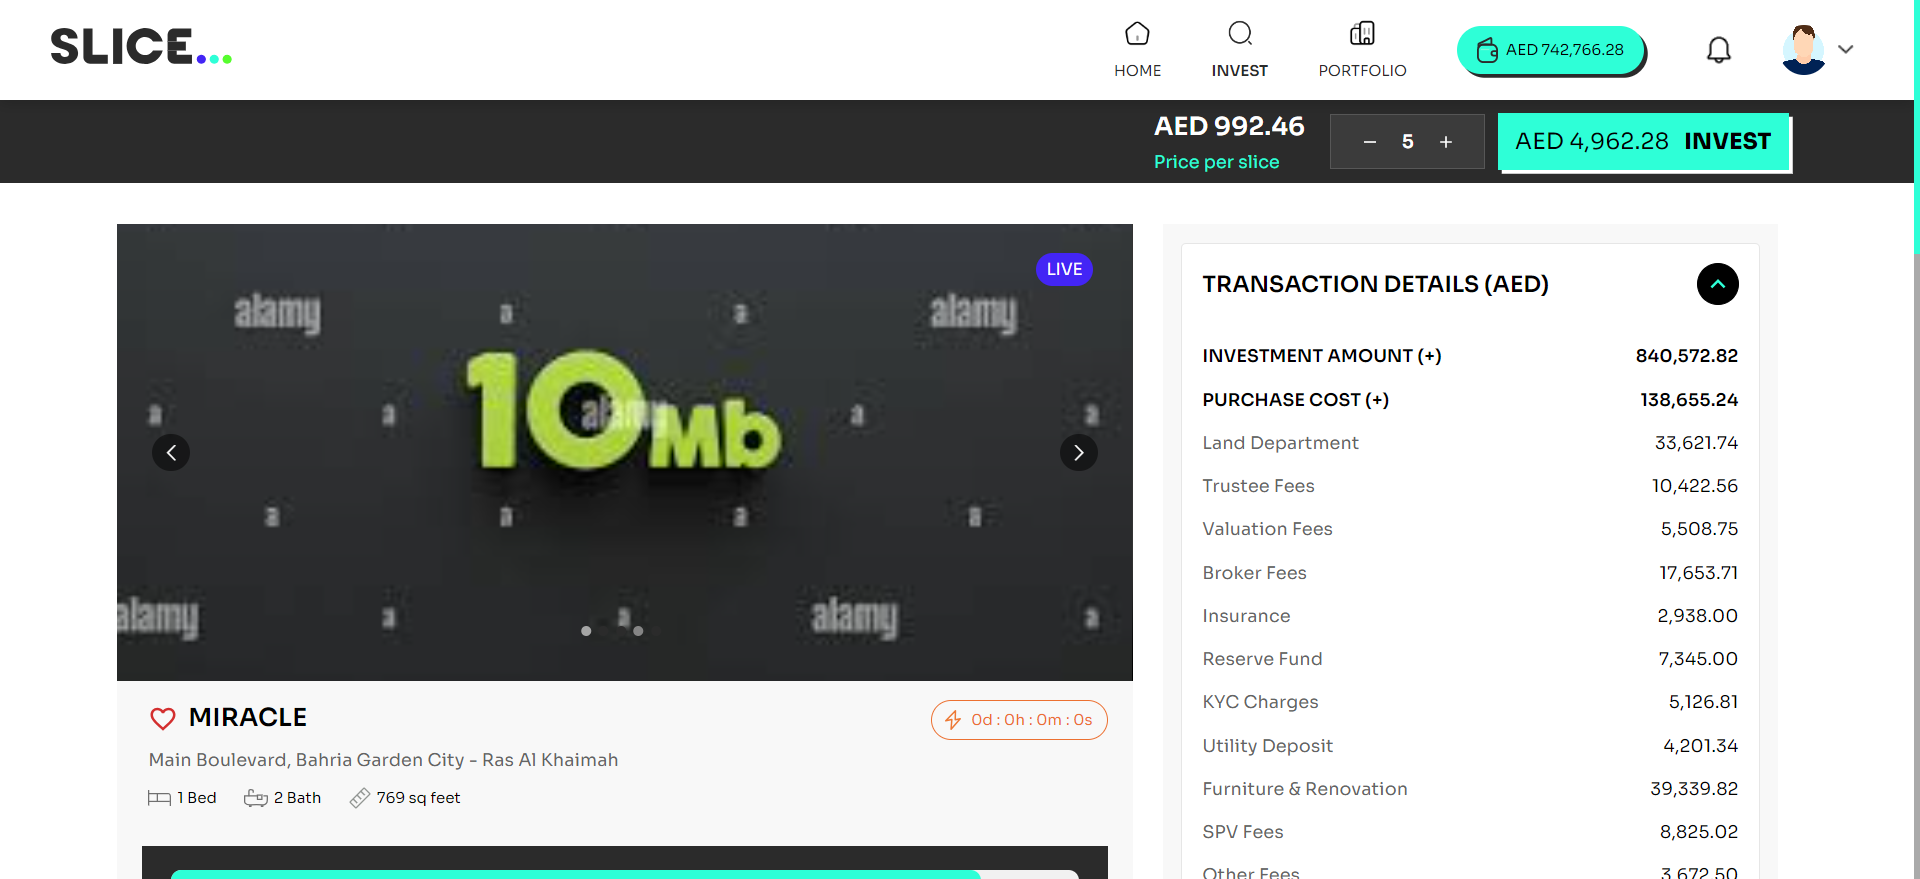 SLICE...
HOME
INVEST
PORTFOLIO
AED 742,766.28
AED 992.46
Price per slice
− 5 +
AED 4,962.28 INVEST
LIVE
alamy a a alamy
10Mb
alamy
a a a a
a a a a
alamy a a alamy a
MIRACLE
0d : 0h : 0m : 0s
Main Boulevard, Bahria Garden City - Ras Al Khaimah
1 Bed 2 Bath 769 sq feet
TRANSACTION DETAILS (AED)
INVESTMENT AMOUNT (+) 840,572.82
PURCHASE COST (+) 138,655.24
Land Department 33,621.74
Trustee Fees 10,422.56
Valuation Fees 5,508.75
Broker Fees 17,653.71
Insurance 2,938.00
Reserve Fund 7,345.00
KYC Charges 5,126.81
Utility Deposit 4,201.34
Furniture & Renovation 39,339.82
SPV Fees 8,825.02
Other Fees 3,672.50